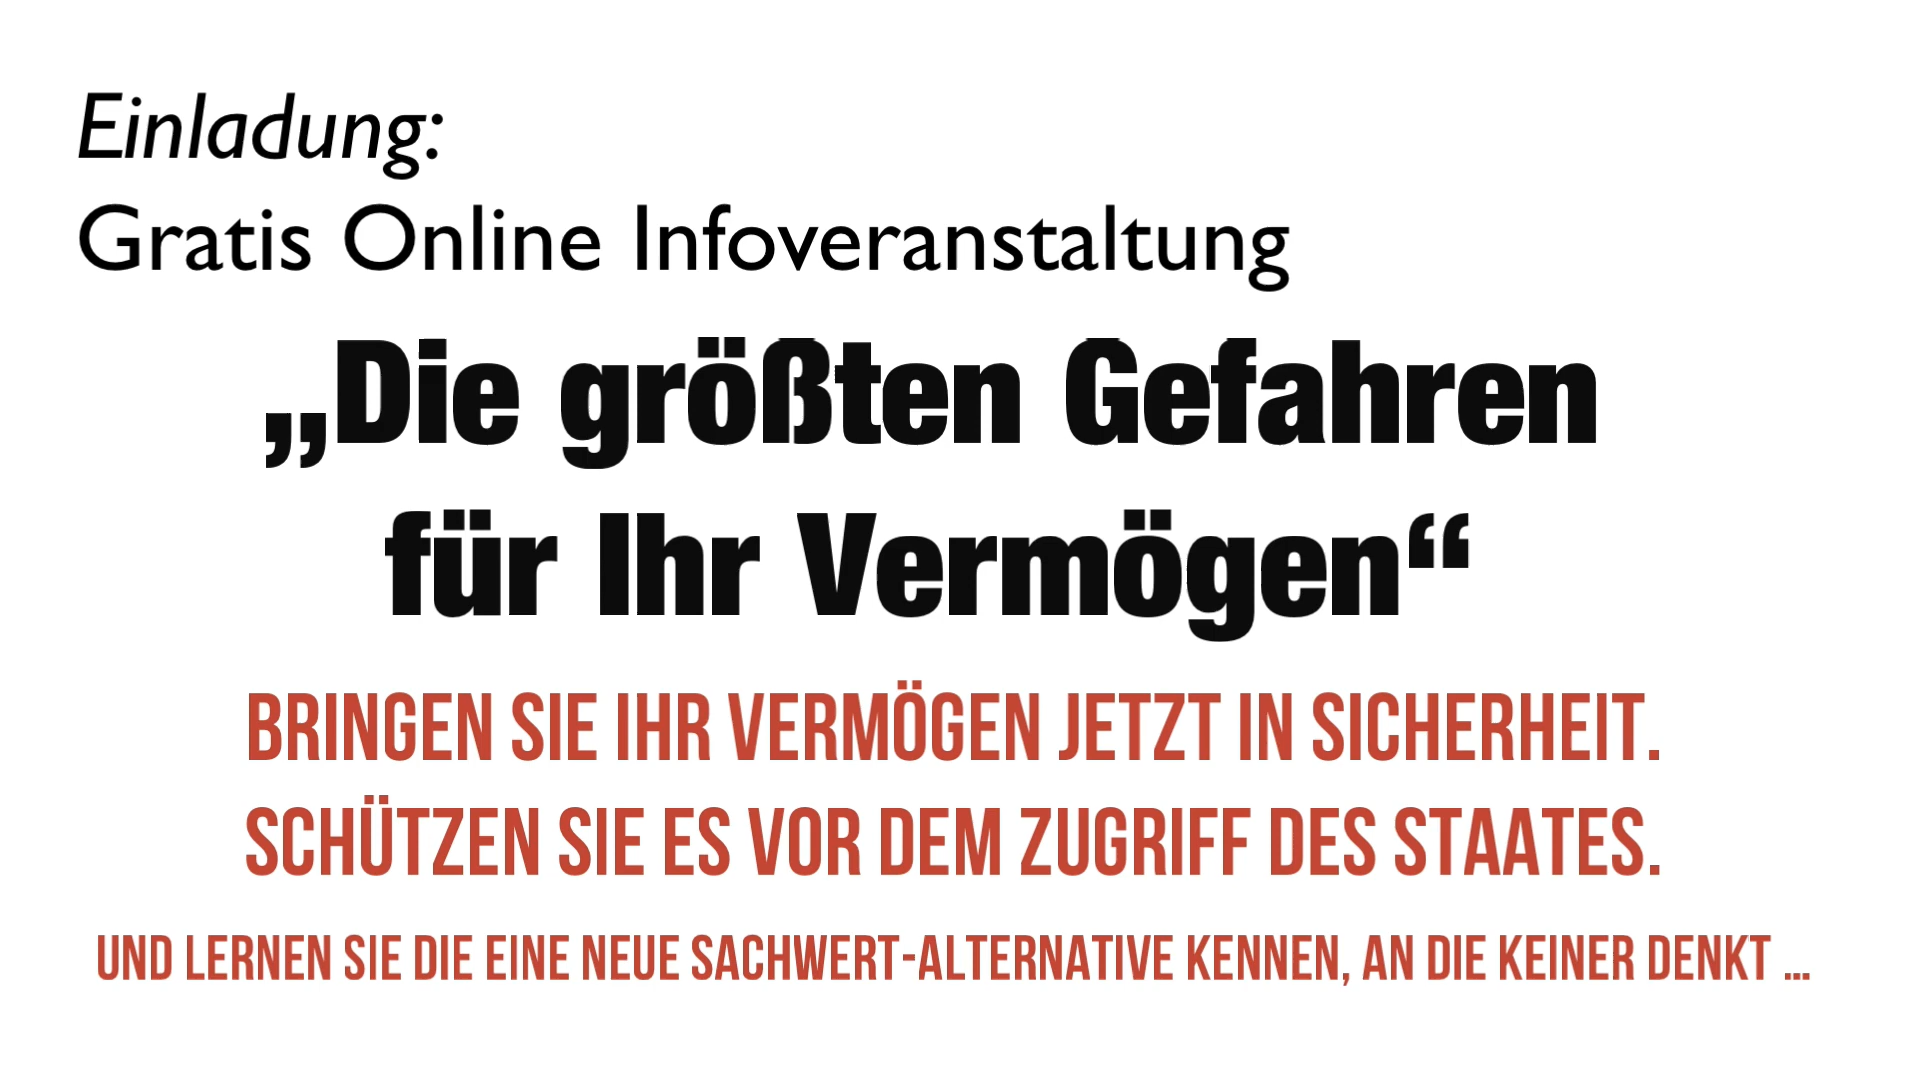 Einladung:
Gratis Online Infoveranstaltung
„Die größten Gefahren
für Ihr Vermögen“
BRINGEN SIE IHR VERMÖGEN JETZT IN SICHERHEIT.
SCHÜTZEN SIE ES VOR DEM ZUGRIFF DES STAATES.
UND LERNEN SIE DIE EINE NEUE SACHWERT-ALTERNATIVE KENNEN, AN DIE KEINER DENKT ...